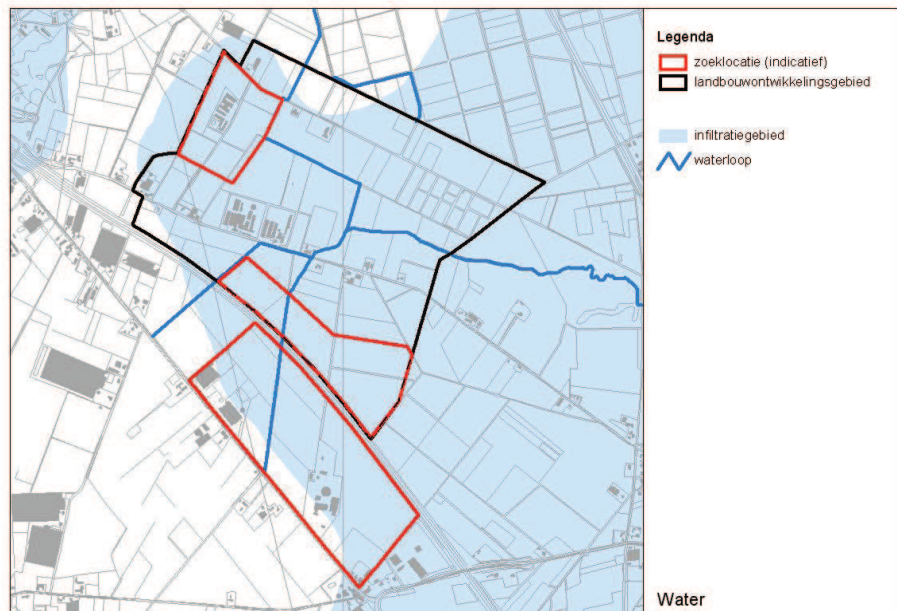 Legenda
zoeklocatie (indicatief)
landbouwontwikkelingsgebied
infiltratiegebied
waterloop
Water